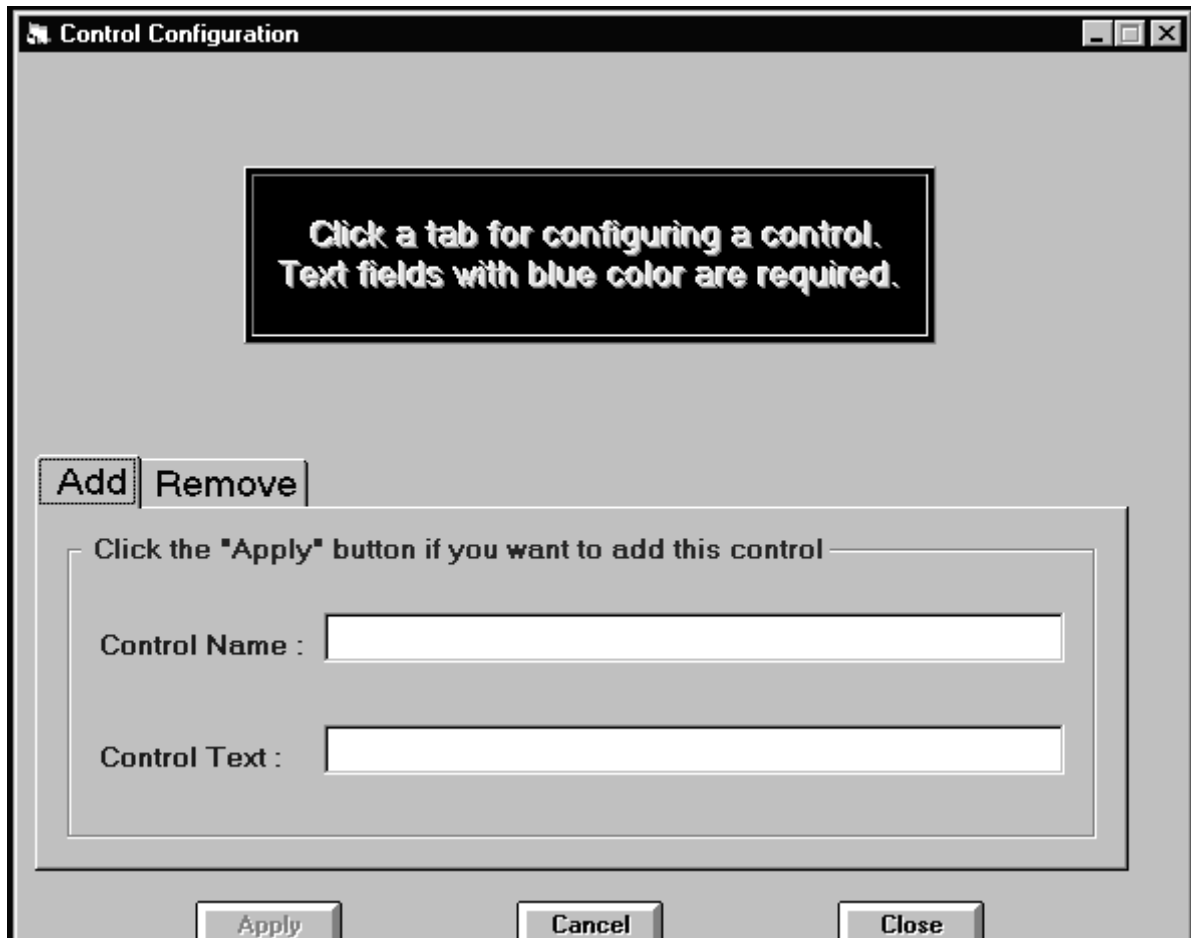 Control Configuration
Click a tab for configuring a control.
Text fields with blue color are required.
Add Remove
Click the "Apply" button if you want to add this control
Control Name :
Control Text :
Apply Cancel Close